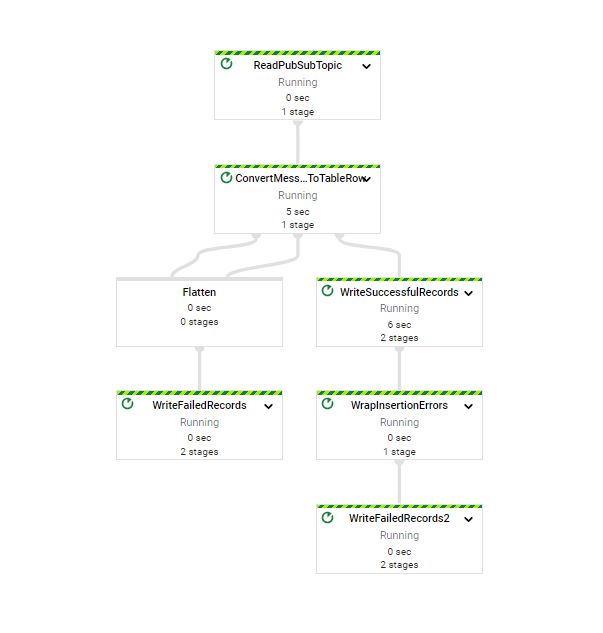 ReadPubSubTopic
Running
0 sec
1 stage
ConvertMess...ToTableRow
Running
5 sec
1 stage
Flatten
0 sec
0 stages
WriteSuccessfulRecords
Running
6 sec
2 stages
WriteFailedRecords
Running
0 sec
2 stages
WrapInsertionErrors
Running
0 sec
1 stage
WriteFailedRecords2
Running
0 sec
2 stages